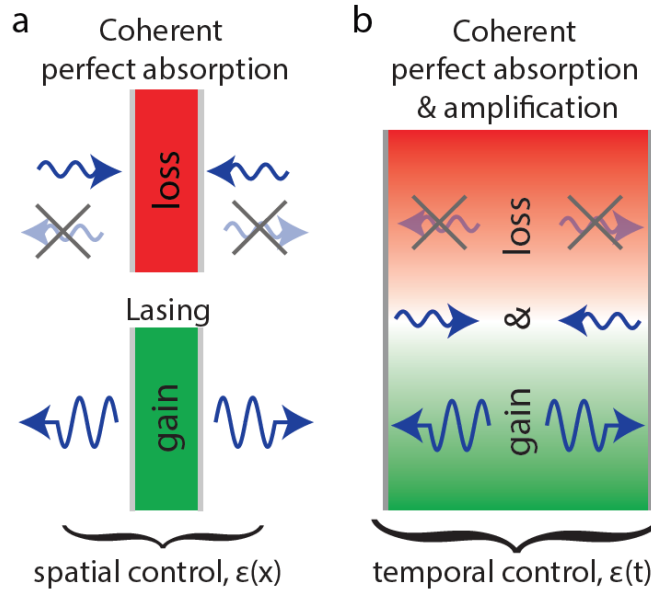 a
Coherent
perfect absorption
loss
Lasing
gain
spatial control, ε(x)
b
Coherent
perfect absorption
& amplification
loss
&
gain
temporal control, ε(t)